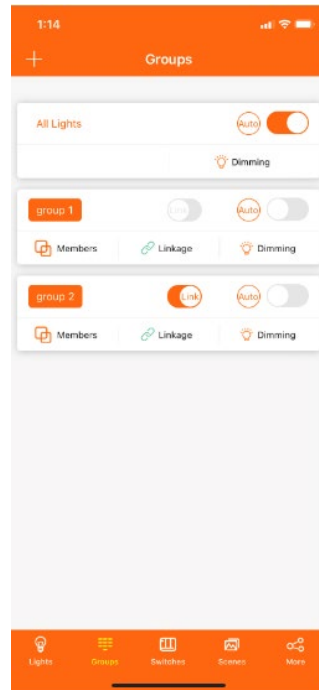 1:14
Groups
All Lights Auto
Dimming
group 1 Link Auto
Members Linkage Dimming
group 2 Link Auto
Members Linkage Dimming
Lights Groups Switches Scenes More